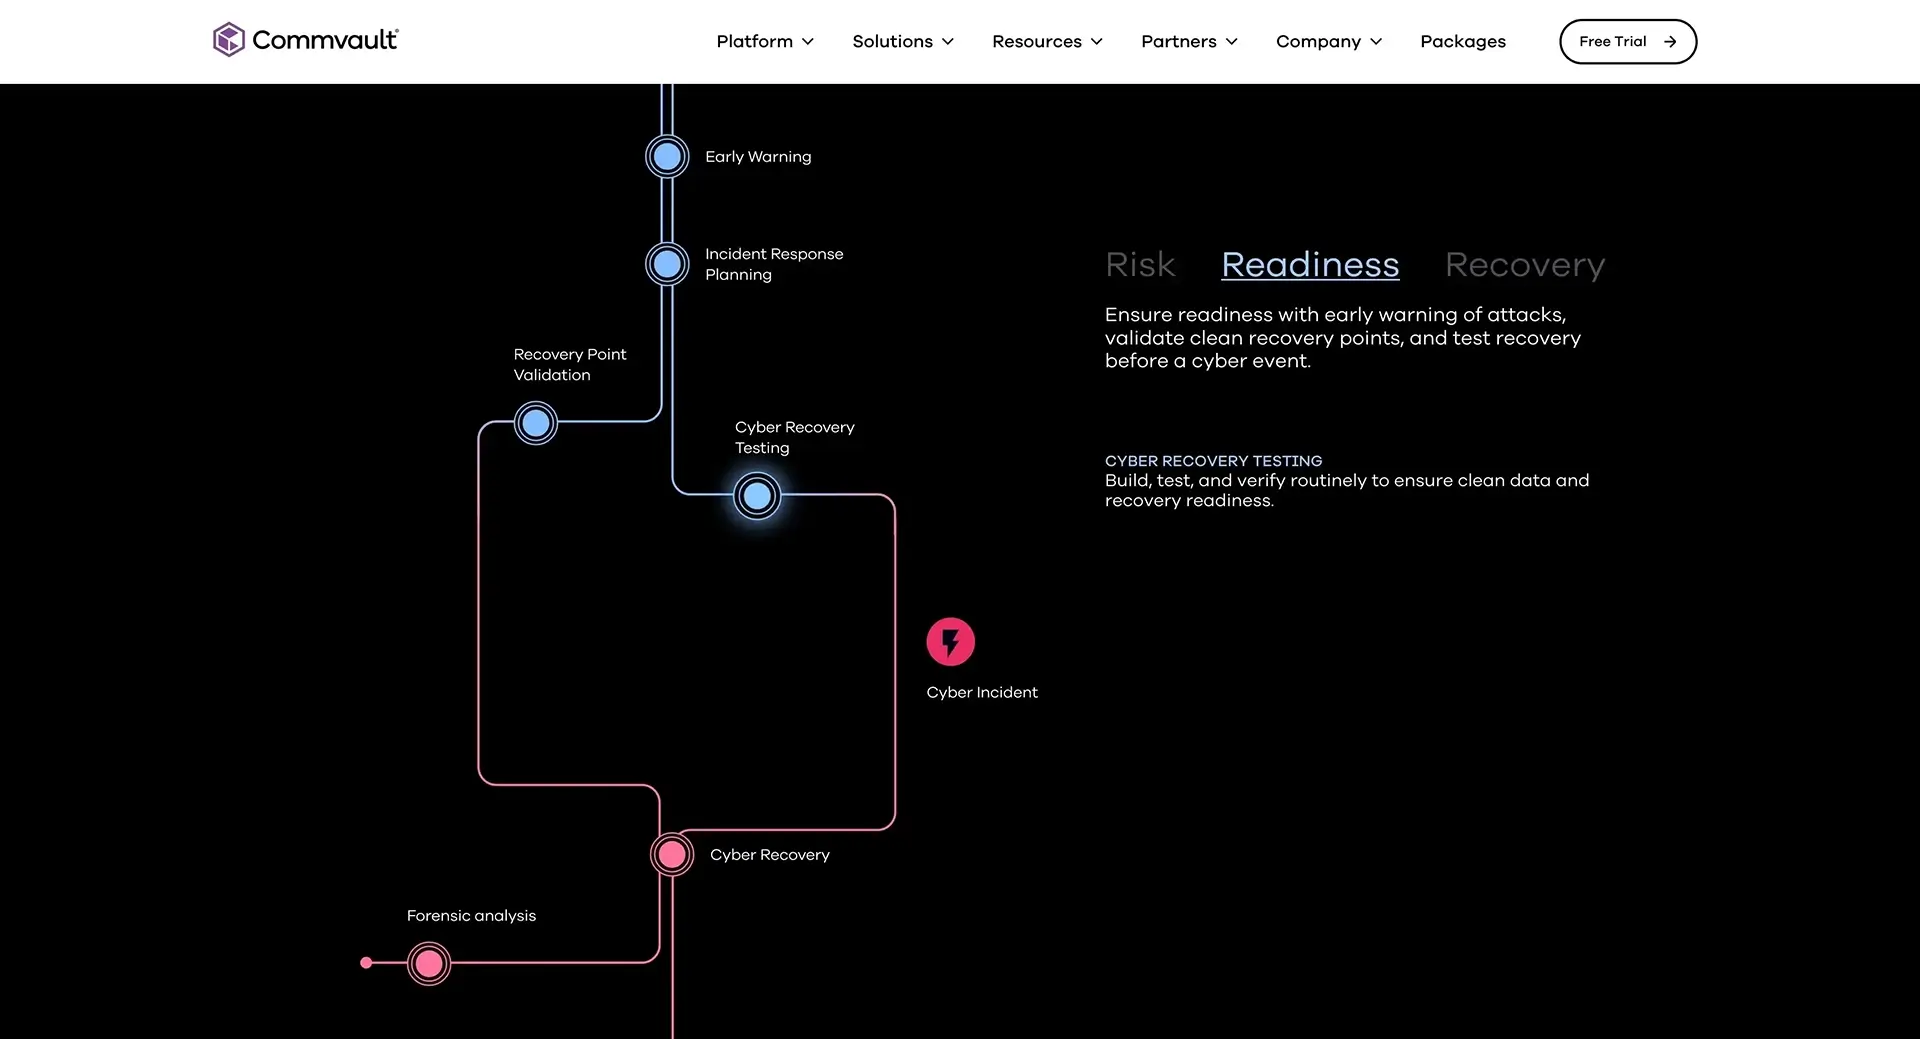 Commvault®
Platform
Solutions
Resources
Partners
Company
Packages
Free Trial
Early Warning
Incident Response
Planning
Recovery Point
Validation
Cyber Recovery
Testing
Cyber Incident
Cyber Recovery
Forensic analysis
Risk
Readiness
Recovery
Ensure readiness with early warning of attacks,
validate clean recovery points, and test recovery
before a cyber event.
CYBER RECOVERY TESTING
Build, test, and verify routinely to ensure clean data and
recovery readiness.